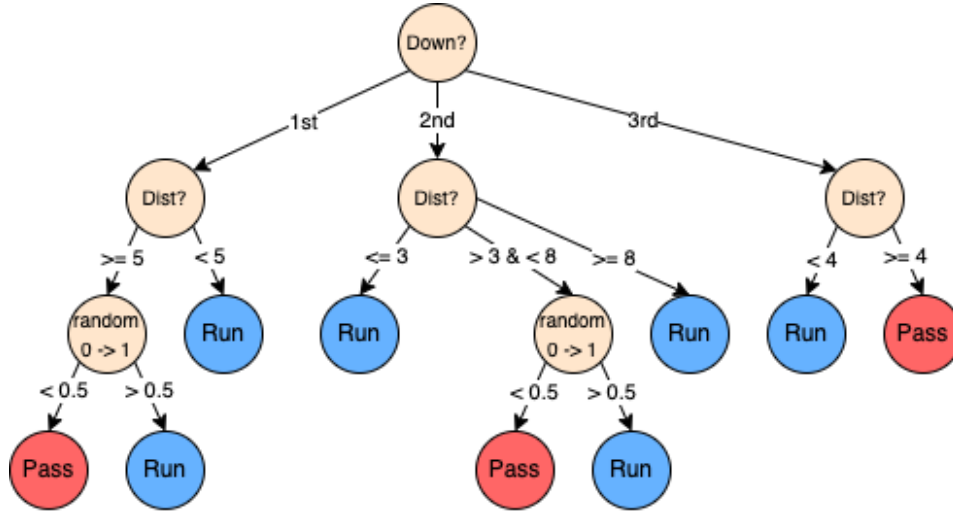 Down?
1st
2nd
3rd
Dist?
Dist?
Dist?
>= 5
< 5
<= 3
> 3 & < 8
>= 8
< 4
>= 4
random
0 -> 1
Run
Run
random
0 -> 1
Run
Run
Pass
< 0.5
> 0.5
< 0.5
> 0.5
Pass
Run
Pass
Run